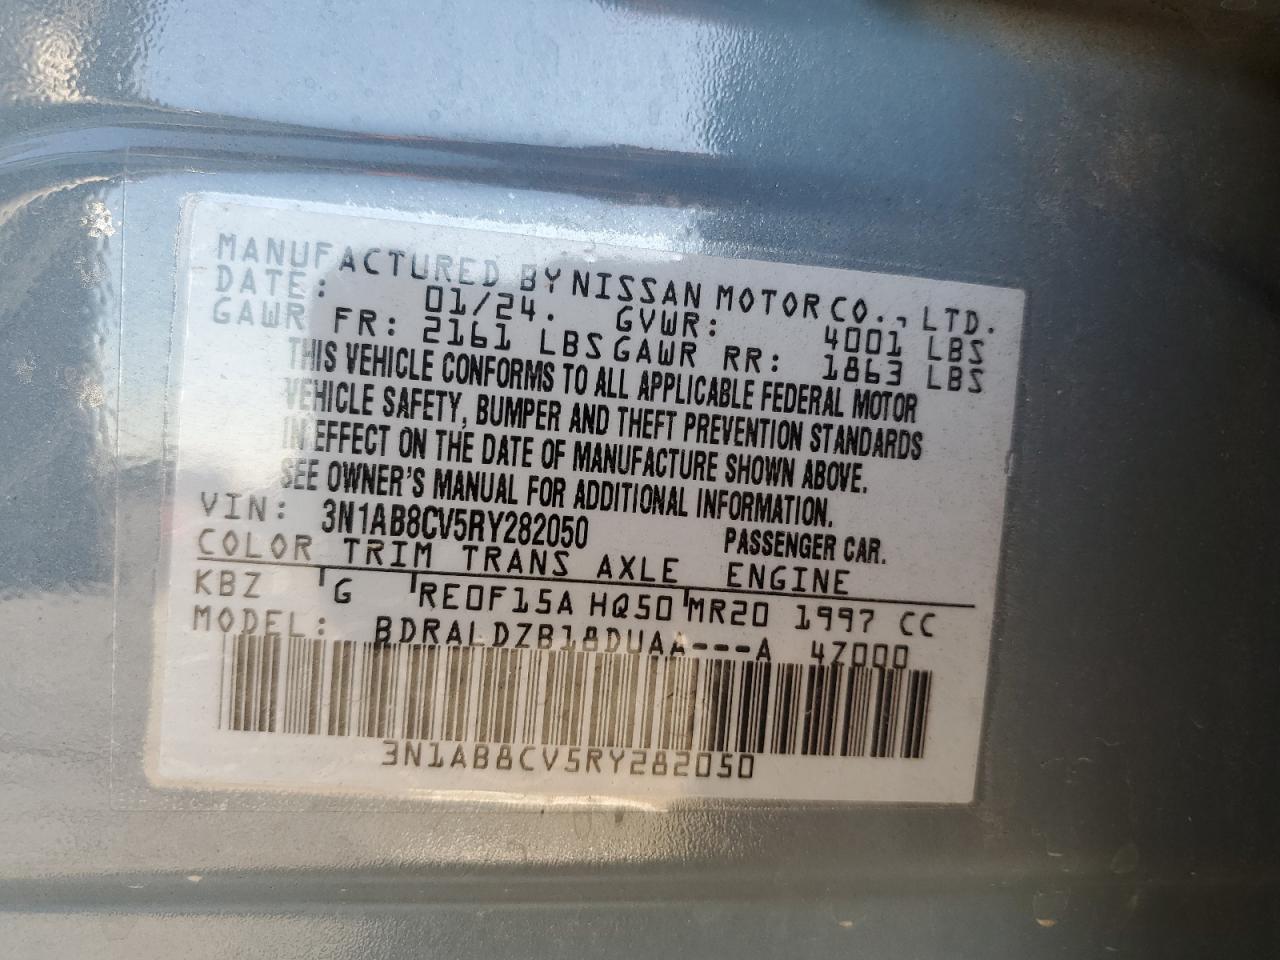 MANUFACTURED BY NISSAN MOTOR CO., LTD.
DATE: 01/24. GVWR: 4001 LBS
GAWR FR: 2161 LBS GAWR RR: 1863 LBS
THIS VEHICLE CONFORMS TO ALL APPLICABLE FEDERAL MOTOR
VEHICLE SAFETY, BUMPER AND THEFT PREVENTION STANDARDS
IN EFFECT ON THE DATE OF MANUFACTURE SHOWN ABOVE.
SEE OWNER'S MANUAL FOR ADDITIONAL INFORMATION.
VIN: 3N1AB8CV5RY282050 PASSENGER CAR.
COLOR TRIM TRANS AXLE ENGINE
KBZ G RE0F15A HQ50 MR20 1997 CC
MODEL: BDRALDZB18DUAA---A 4Z000
3N1AB8CV5RY282050